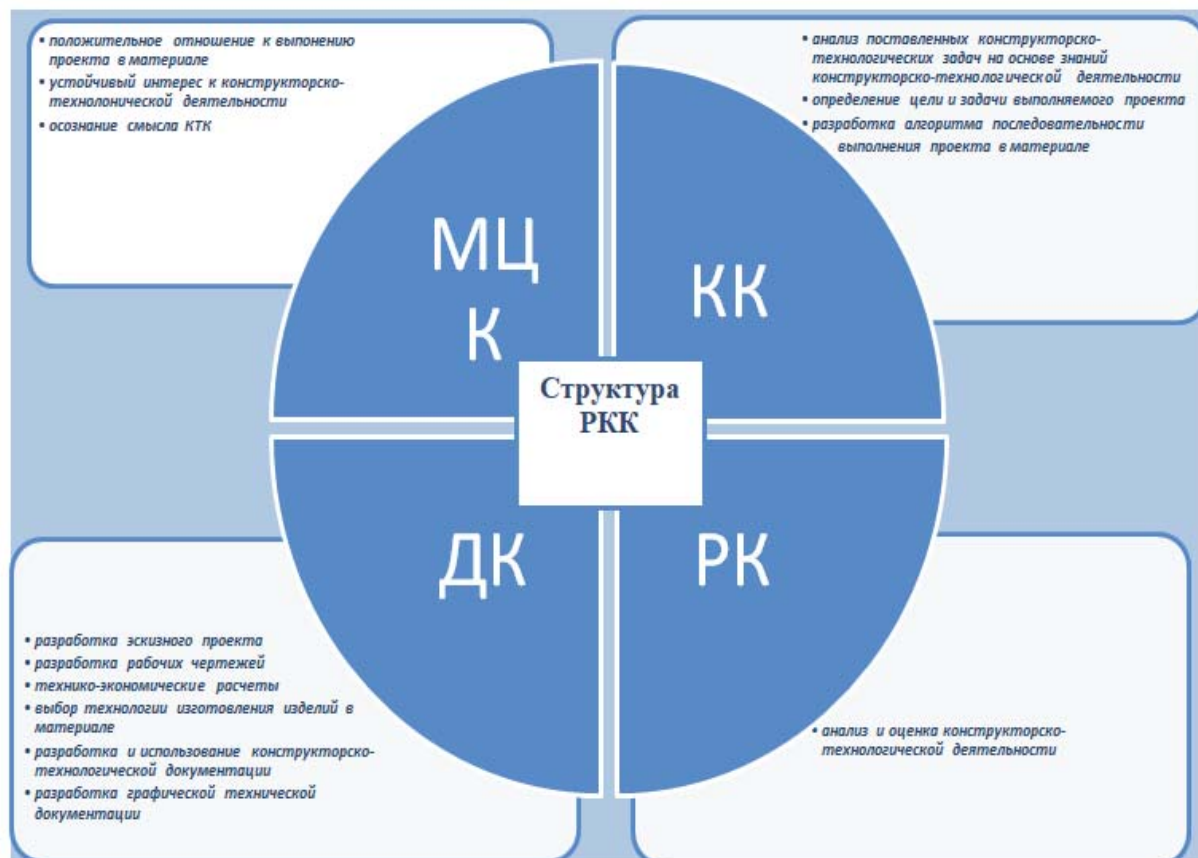 • положительное отношение к выпонению
проекта в материале
• устойчивый интерес к конструкторско-
технолонической деятельности
• осознание смысла КТК
• анализ поставленных конструкторско-
технологических задач на основе знаний
конструкторско-технологической деятельности
• определение цели и задачи выполняемого проекта
• разработка алгоритма последовательности
выполнения проекта в материале
МЦ
К
КК
Структура
РКК
ДК
РК
• разработка эскизного проекта
• разработка рабочих чертежей
• технико-экономические расчеты
• выбор технологии изготовления изделий в
материале
• разработка и использование конструкторско-
технологической документации
• разработка графической технической
документации
• анализ и оценка конструкторско-
технологической деятельности